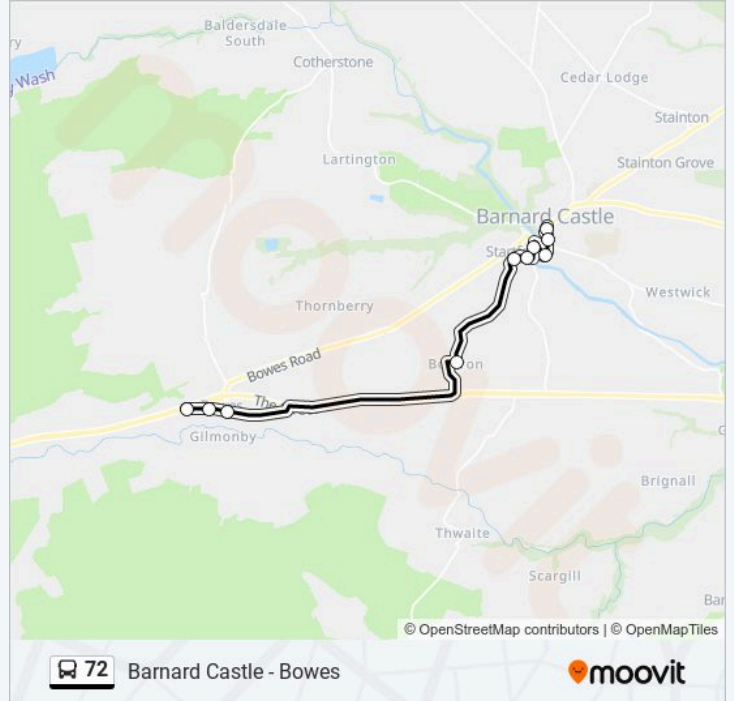 Baldersdale
South
Cotherstone
Wash
Cedar Lodge
Stainton
Lartington
Stainton Grove
Barnard Castle
Westwick
Thornberry
Bowes Road
The
Gilmonby
Brignall
Thwaite
Scargill
© OpenStreetMap contributors | © OpenMapTiles
72 Barnard Castle - Bowes
moovit